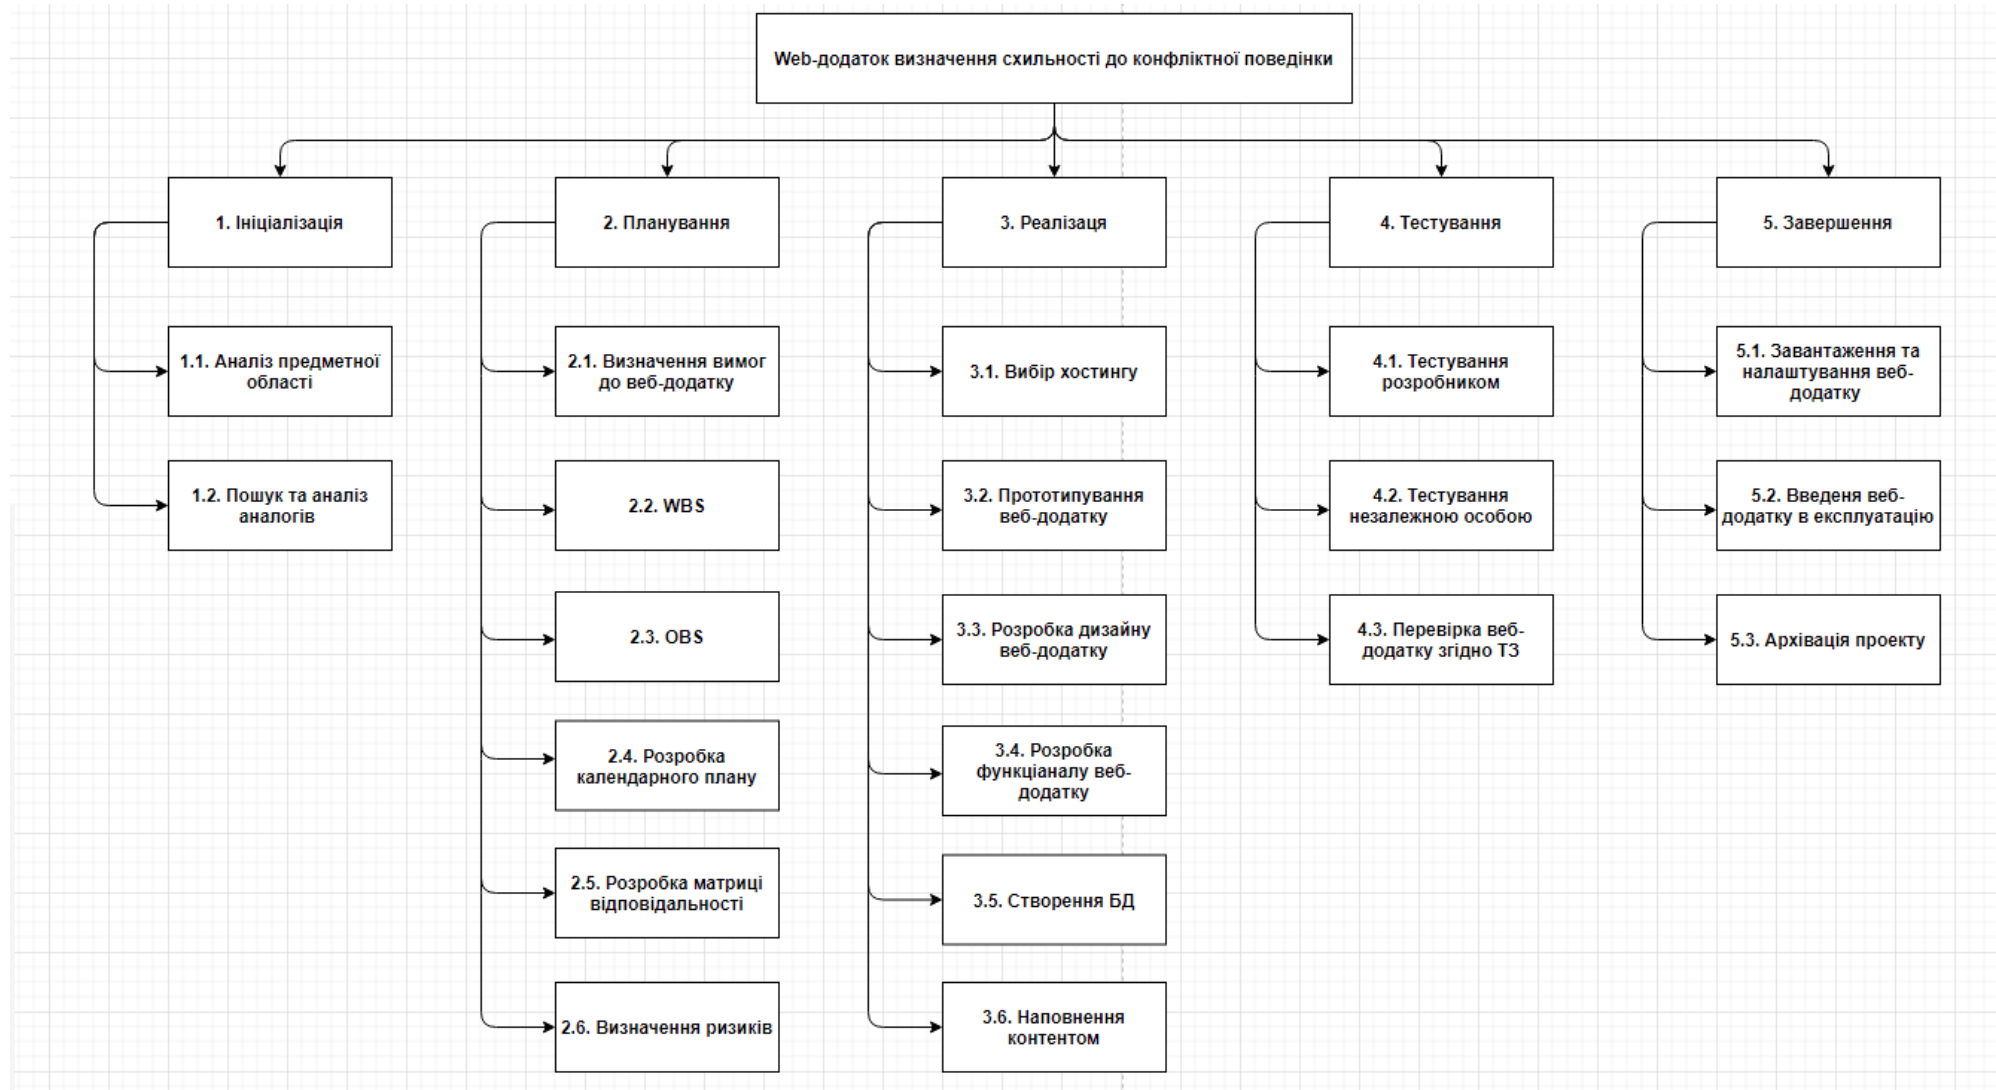 Web-додаток визначення схильності до конфліктної поведінки
1. Ініціалізація
2. Планування
3. Реалізаця
4. Тестування
5. Завершення
1.1. Аналіз предметної
області
1.2. Пошук та аналіз
аналогів
2.1. Визначення вимог
до веб-додатку
2.2. WBS
2.3. OBS
2.4. Розробка
календарного плану
2.5. Розробка матриці
відповідальності
2.6. Визначення ризиків
3.1. Вибір хостингу
3.2. Прототипування
веб-додатку
3.3. Розробка дизайну
веб-додатку
3.4. Розробка
функціаналу веб-
додатку
3.5. Створення БД
3.6. Наповнення
контентом
4.1. Тестування
розробником
4.2. Тестування
незалежною особою
4.3. Перевірка веб-
додатку згідно ТЗ
5.1. Завантаження та
налаштування веб-
додатку
5.2. Введеня веб-
додатку в експлуатацію
5.3. Архівація проекту